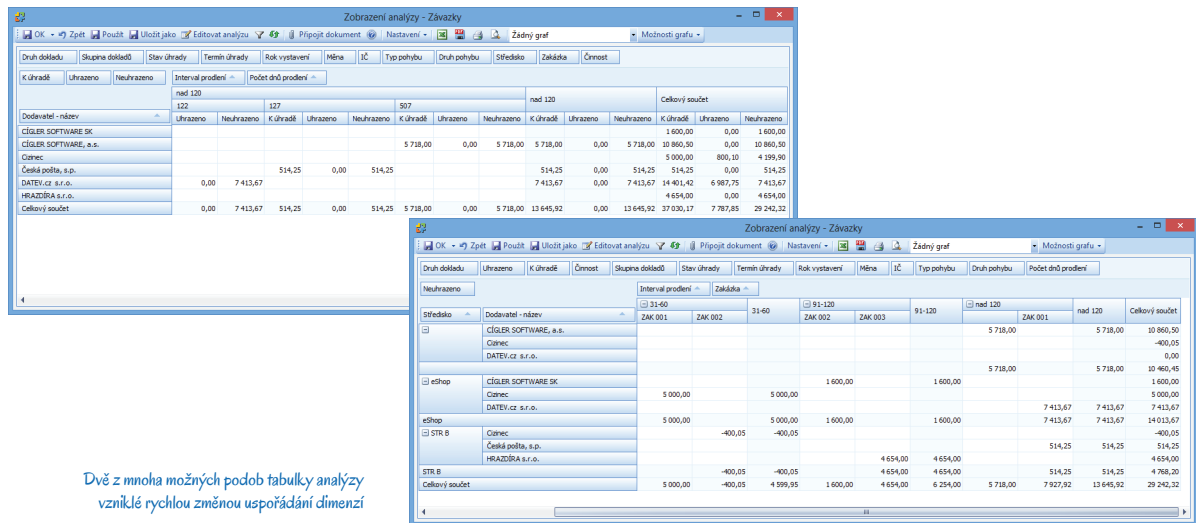 Zobrazení analýzy - Závazky
OK Zpět Použít Uložit jako Editovat analýzu Připojit dokument Nastavení Žádný graf Možnosti grafu
Druh dokladu Skupina dokladů Stav úhrady Termín úhrady Rok vystavení Měna IČ Typ pohybu Druh pohybu Středisko Zakázka Činnost
K úhradě Uhrazeno Neuhrazeno Interval prodlení Počet dnů prodlení
nad 120 nad 120 Celkový součet
122 127 507
Dodavatel - název Uhrazeno Neuhrazeno K úhradě Uhrazeno Neuhrazeno K úhradě Uhrazeno Neuhrazeno K úhradě Uhrazeno Neuhrazeno K úhradě Uhrazeno Neuhrazeno
CÍGLER SOFTWARE SK 1 600,00 0,00 1 600,00
CÍGLER SOFTWARE, a.s. 5 718,00 0,00 5 718,00 5 718,00 0,00 5 718,00 10 860,50 0,00 10 860,50
Cizinec 5 000,00 800,10 4 199,90
Česká pošta, s.p. 514,25 0,00 514,25 514,25 0,00 514,25 514,25 0,00 514,25
DATEV.cz s.r.o. 0,00 7 413,67 7 413,67 0,00 7 413,67 14 401,42 6 987,75 7 413,67
HRAZDÍRA s.r.o. 4 654,00 0,00 4 654,00
Celkový součet 0,00 7 413,67 514,25 0,00 514,25 5 718,00 0,00 5 718,00 13 645,92 0,00 13 645,92 37 030,17 7 787,85 29 242,32
Zobrazení analýzy - Závazky
OK Zpět Použít Uložit jako Editovat analýzu Připojit dokument Nastavení Žádný graf Možnosti grafu
Druh dokladu Uhrazeno K úhradě Činnost Skupina dokladů Stav úhrady Termín úhrady Rok vystavení Měna IČ Typ pohybu Druh pohybu Počet dnů prodlení
Neuhrazeno Interval prodlení Zakázka
31-60 31-60 91-120 91-120 nad 120 nad 120 Celkový součet
Středisko Dodavatel - název ZAK 001 ZAK 002 ZAK 002 ZAK 003 ZAK 001
CÍGLER SOFTWARE, a.s. 5 718,00 5 718,00 10 860,50
Cizinec -400,05
DATEV.cz s.r.o. 0,00
5 718,00 5 718,00 10 460,45
eShop CÍGLER SOFTWARE SK 1 600,00 1 600,00 1 600,00
Cizinec 5 000,00 5 000,00 5 000,00
DATEV.cz s.r.o. 7 413,67 7 413,67 7 413,67
eShop 5 000,00 5 000,00 1 600,00 1 600,00 7 413,67 7 413,67 14 013,67
STR B Cizinec -400,05 -400,05 -400,05
Česká pošta, s.p. 514,25 514,25 514,25
HRAZDÍRA s.r.o. 4 654,00 4 654,00 4 654,00
STR B -400,05 -400,05 4 654,00 4 654,00 514,25 514,25 4 768,20
Celkový součet 5 000,00 -400,05 4 599,95 1 600,00 4 654,00 6 254,00 5 718,00 7 927,92 13 645,92 29 242,32
Dvě z mnoha možných podob tabulky analýzy
vzniklé rychlou změnou uspořádání dimenzí